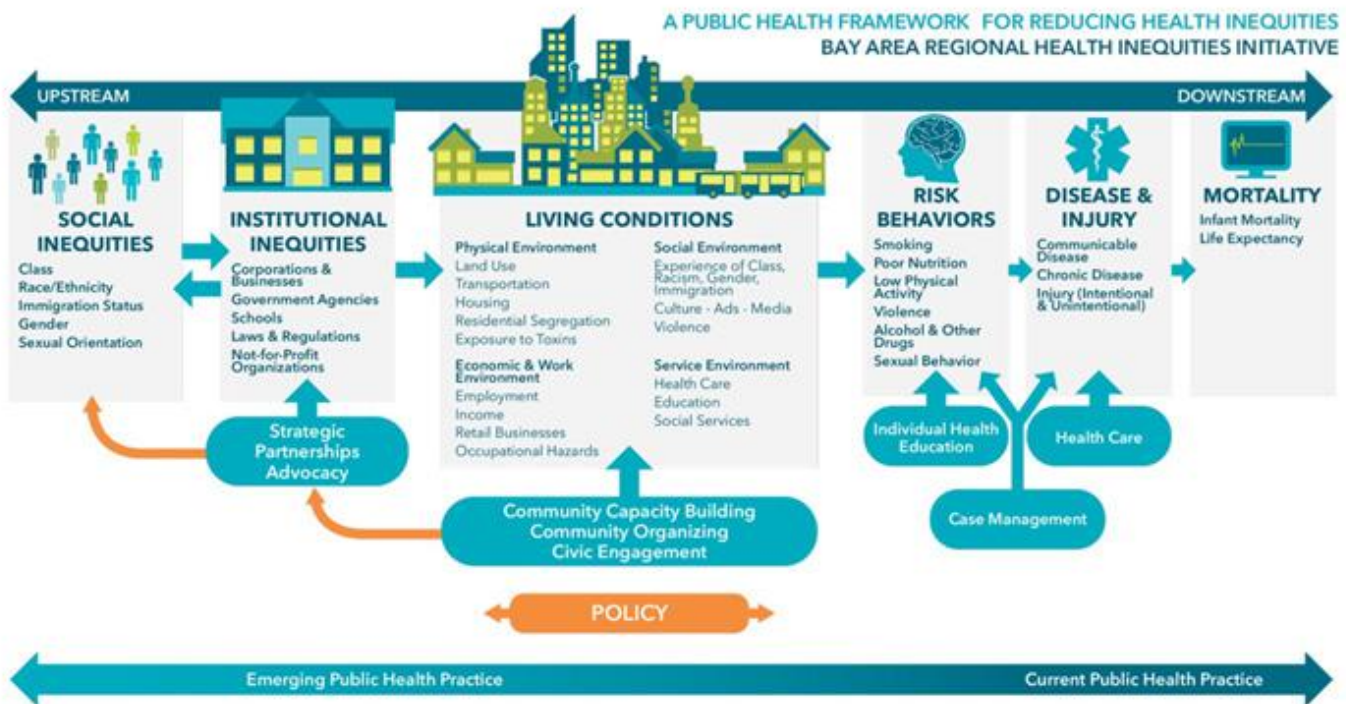 A PUBLIC HEALTH FRAMEWORK FOR REDUCING HEALTH INEQUITIES
BAY AREA REGIONAL HEALTH INEQUITIES INITIATIVE
UPSTREAM
DOWNSTREAM
SOCIAL
INEQUITIES
Class
Race/Ethnicity
Immigration Status
Gender
Sexual Orientation
INSTITUTIONAL
INEQUITIES
Corporations &
Businesses
Government Agencies
Schools
Laws & Regulations
Not-for-Profit
Organizations
Strategic
Partnerships
Advocacy
LIVING CONDITIONS
Physical Environment
Land Use
Transportation
Housing
Residential Segregation
Exposure to Toxins
Economic & Work
Environment
Employment
Income
Retail Businesses
Occupational Hazards
Social Environment
Experience of Class,
Racism, Gender,
Immigration
Culture - Ads - Media
Violence
Service Environment
Health Care
Education
Social Services
Community Capacity Building
Community Organizing
Civic Engagement
RISK
BEHAVIORS
Smoking
Poor Nutrition
Low Physical
Activity
Violence
Alcohol & Other
Drugs
Sexual Behavior
Individual Health
Education
DISEASE &
INJURY
Communicable
Disease
Chronic Disease
Injury (Intentional
& Unintentional)
Health Care
Case Management
MORTALITY
Infant Mortality
Life Expectancy
POLICY
Emerging Public Health Practice
Current Public Health Practice